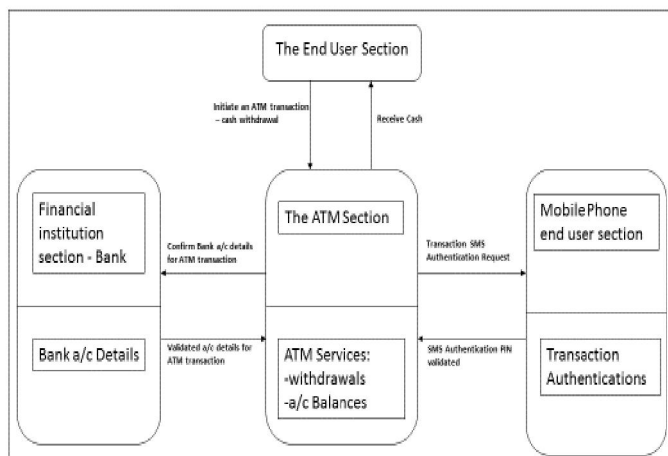 The End User Section
Initiate an ATM transaction
– cash withdrawal
Receive Cash
Financial
institution
section - Bank
The ATM Section
Mobile Phone
end user section
Confirm Bank a/c details
for ATM transaction
Transaction SMS
Authentication Request
Bank a/c Details
Validated a/c details for
ATM transaction
ATM Services:
-withdrawals
-a/c Balances
SMS Authentication PIN
validated
Transaction
Authentications